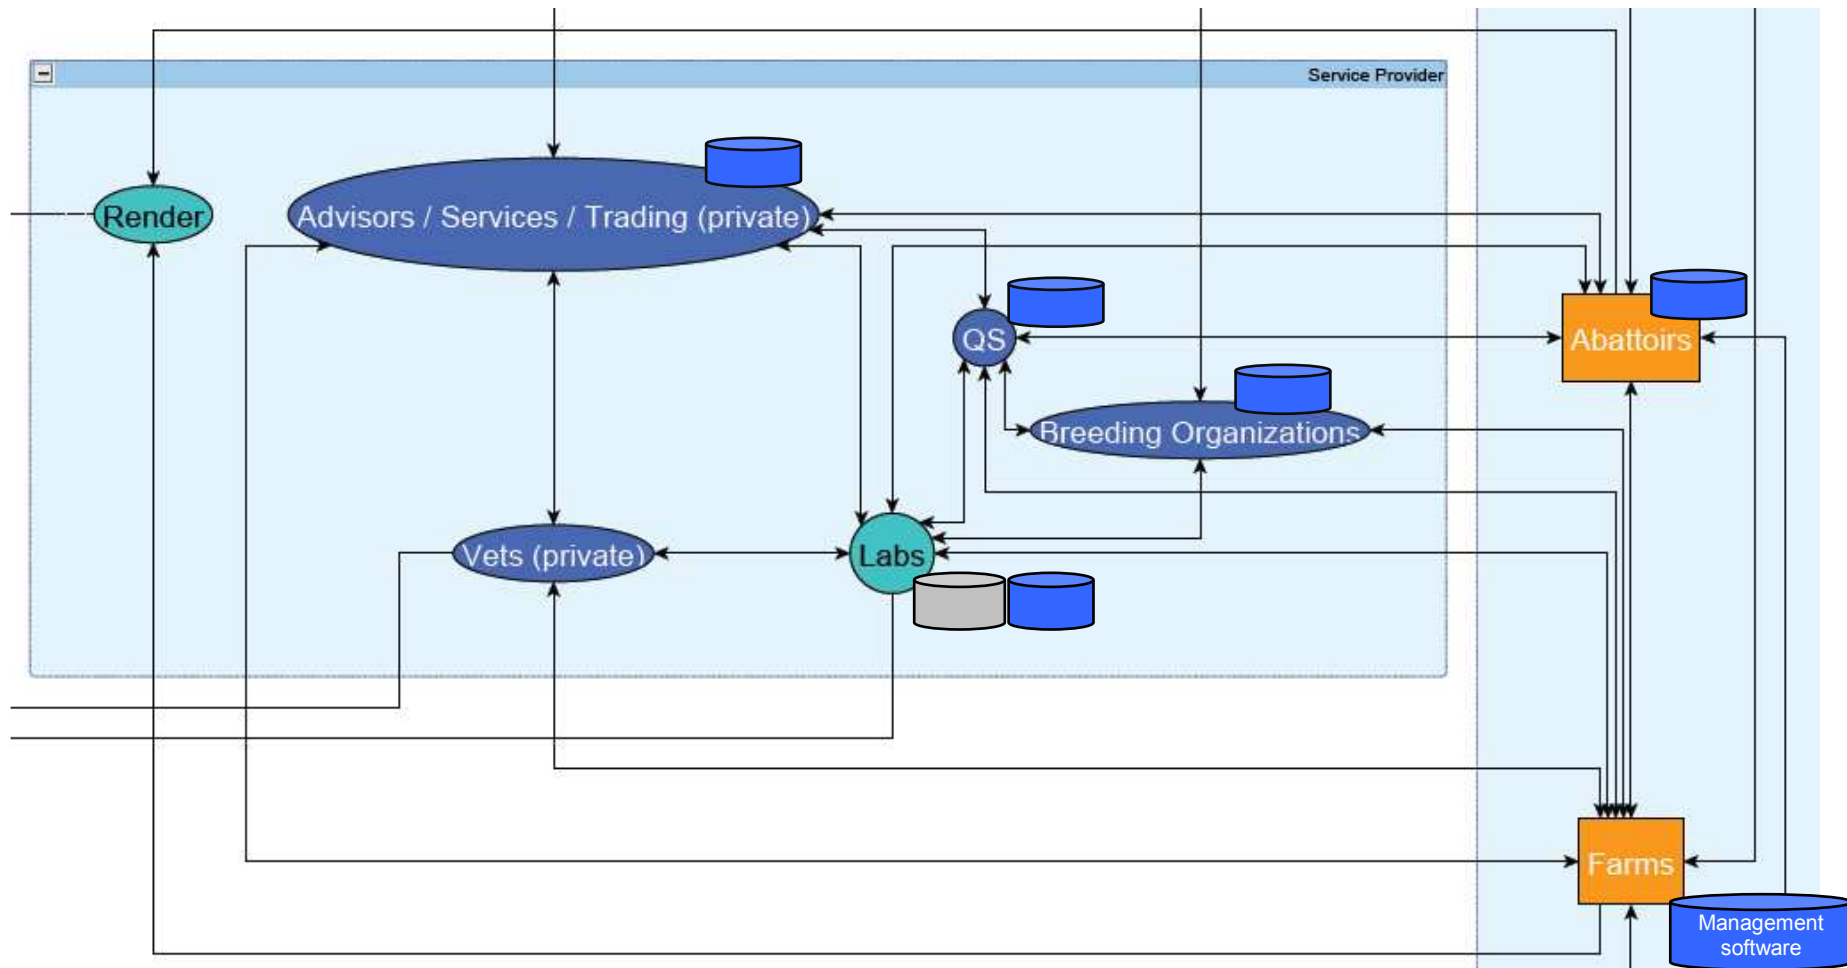 Service Provider
Render
Advisors / Services / Trading (private)
QS
Abattoirs
Breeding Organizations
Vets (private)
Labs
Farms
Management
software